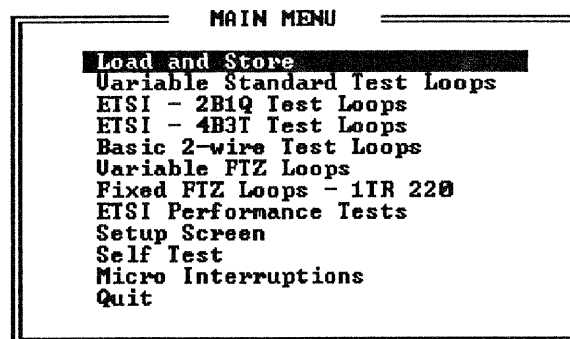 MAIN MENU
Load and Store
Variable Standard Test Loops
ETSI - 2B1Q Test Loops
ETSI - 4B3T Test Loops
Basic 2-wire Test Loops
Variable FTZ Loops
Fixed FTZ Loops - 1TR 220
ETSI Performance Tests
Setup Screen
Self Test
Micro Interruptions
Quit